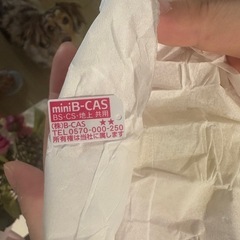 miniB-CAS
BS・CS・地上 共用
★★
(株)B-CAS
TEL0570-000-250
所有権は当社に属します